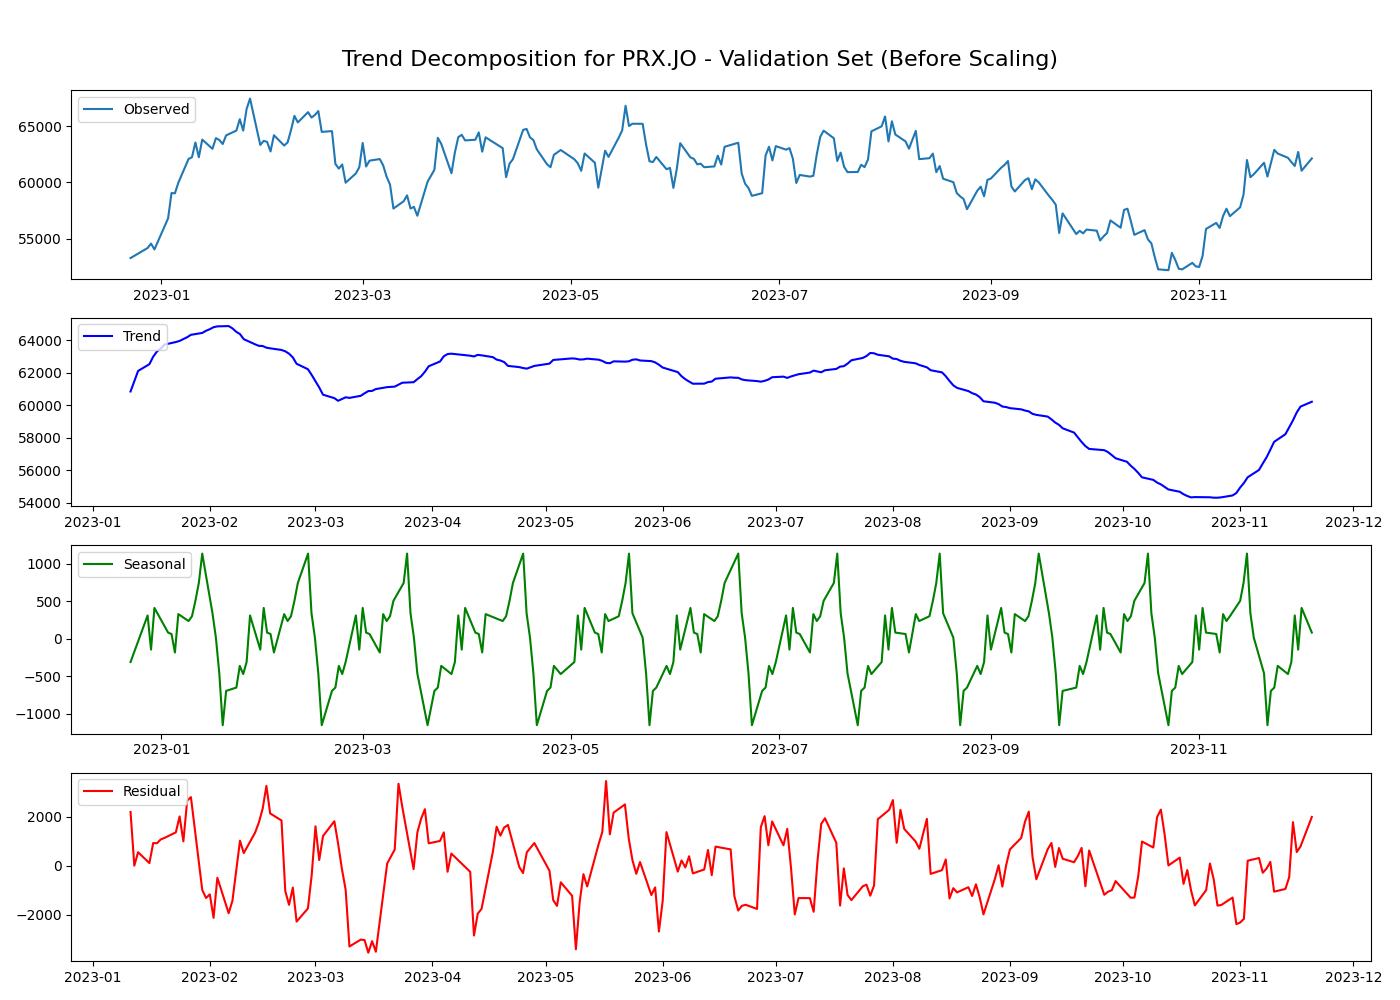 Trend Decomposition for PRX.JO - Validation Set (Before Scaling)
Observed
65000
60000
55000
2023-01 2023-03 2023-05 2023-07 2023-09 2023-11
Trend
64000
62000
60000
58000
56000
54000
2023-01 2023-02 2023-03 2023-04 2023-05 2023-06 2023-07 2023-08 2023-09 2023-10 2023-11 2023-12
Seasonal
1000
500
0
−500
−1000
2023-01 2023-03 2023-05 2023-07 2023-09 2023-11
Residual
2000
0
−2000
2023-01 2023-02 2023-03 2023-04 2023-05 2023-06 2023-07 2023-08 2023-09 2023-10 2023-11 2023-12